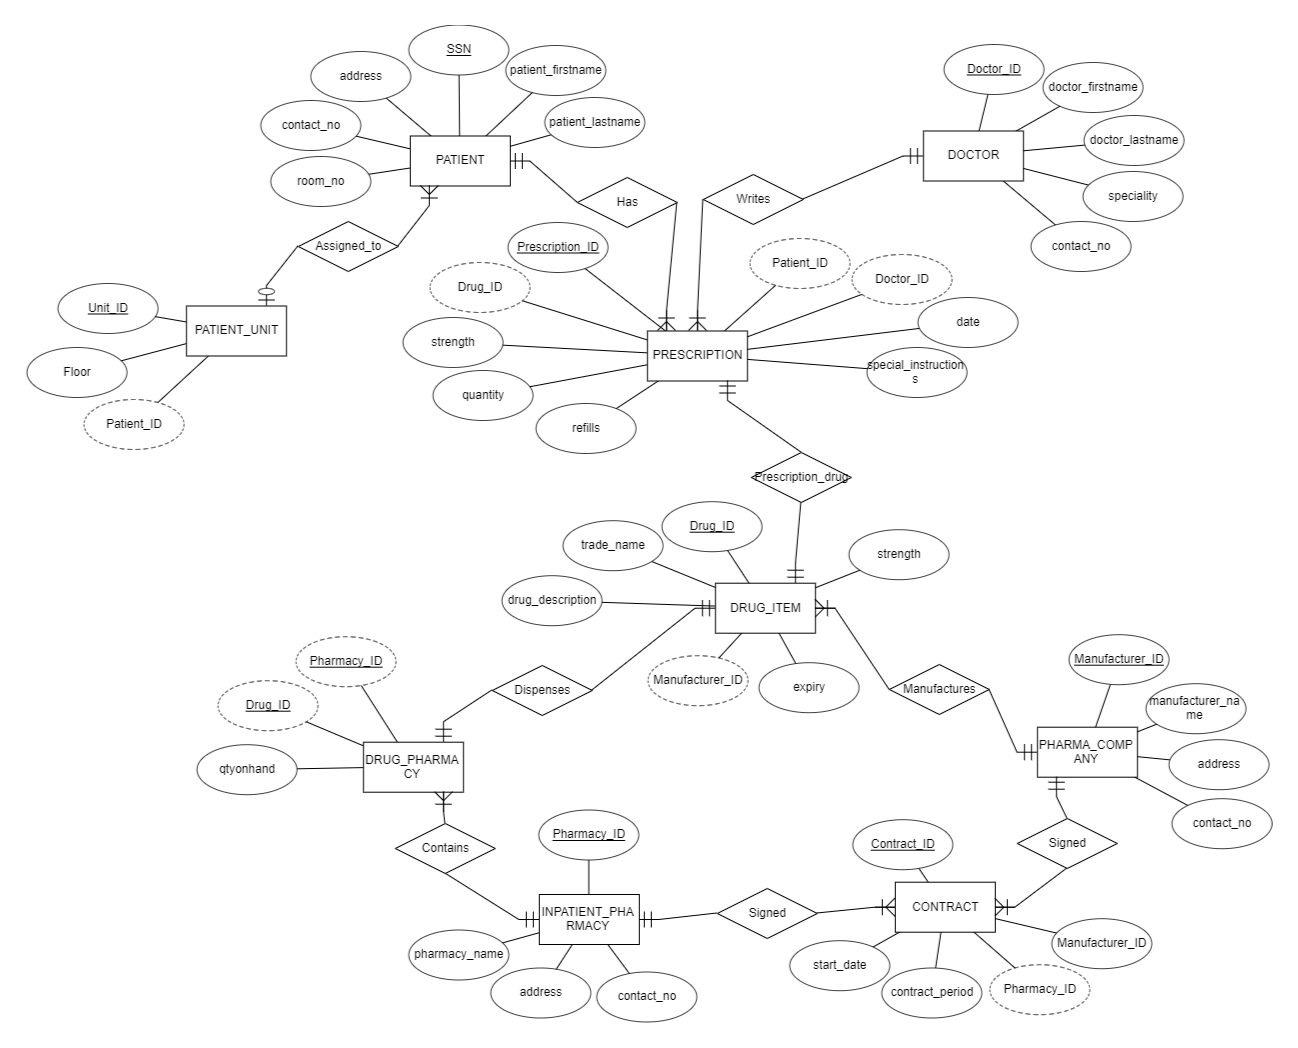 SSN
address
patient_firstname
Doctor_ID
doctor_firstname
contact_no
patient_lastname
doctor_lastname
PATIENT
DOCTOR
room_no
speciality
Has
Writes
Assigned_to
Prescription_ID
contact_no
Patient_ID
Drug_ID
Doctor_ID
Unit_ID
PATIENT_UNIT
date
strength
PRESCRIPTION
special_instruction
s
Floor
quantity
Patient_ID
refills
Prescription_drug
Drug_ID
trade_name
strength
drug_description
DRUG_ITEM
Pharmacy_ID
Manufacturer_ID
Dispenses
Manufacturer_ID
expiry
Manufactures
Drug_ID
manufacturer_na
me
PHARMA_COMP
ANY
DRUG_PHARMA
CY
qtyonhand
address
contact_no
Pharmacy_ID
Contains
Contract_ID
Signed
INPATIENT_PHA
RMACY
Signed
CONTRACT
pharmacy_name
Manufacturer_ID
start_date
address
contact_no
contract_period
Pharmacy_ID